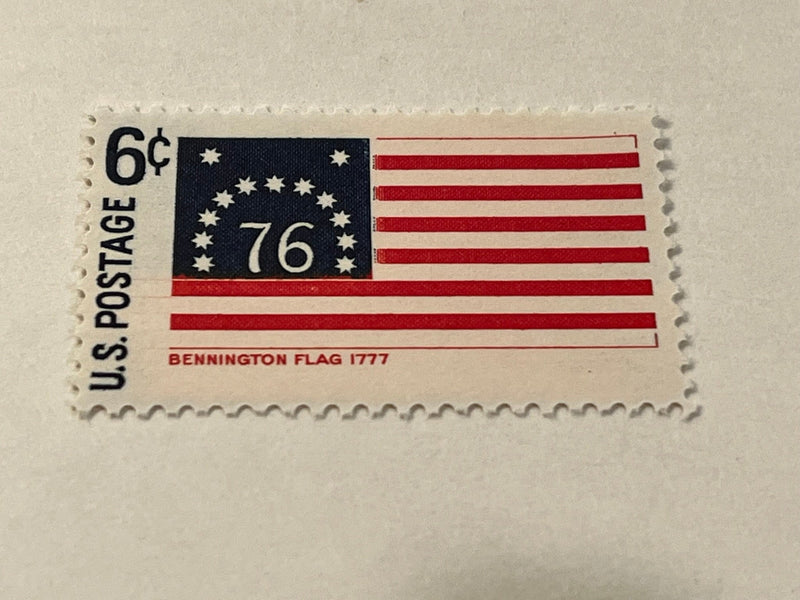 6¢
U.S. POSTAGE
76
BENNINGTON FLAG 1777